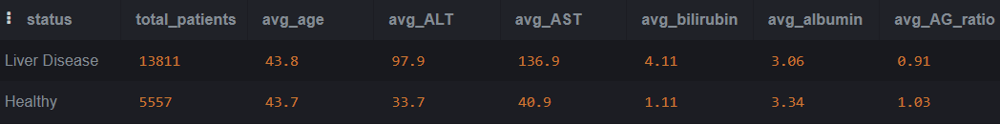 status total_patients avg_age avg_ALT avg_AST avg_bilirubin avg_albumin avg_AG_ratio
Liver Disease 13811 43.8 97.9 136.9 4.11 3.06 0.91
Healthy 5557 43.7 33.7 40.9 1.11 3.34 1.03